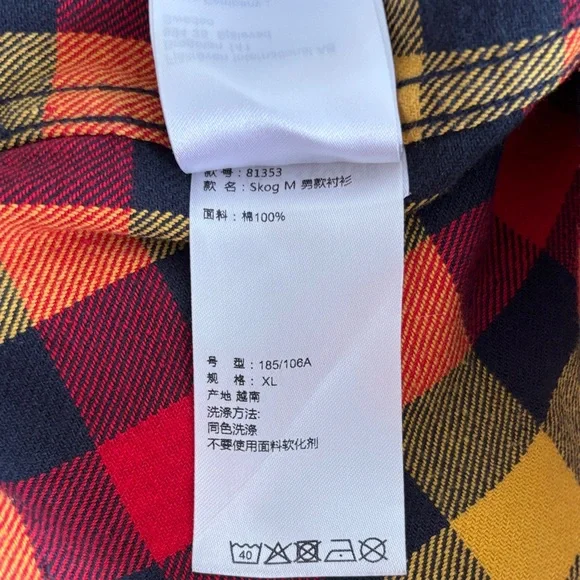 款 号: 81353
款 名: Skog M 男款衬衫
面料: 棉100%
号 型: 185/106A
规 格: XL
产地 越南
洗涤方法:
同色洗涤
不要使用面料软化剂
40